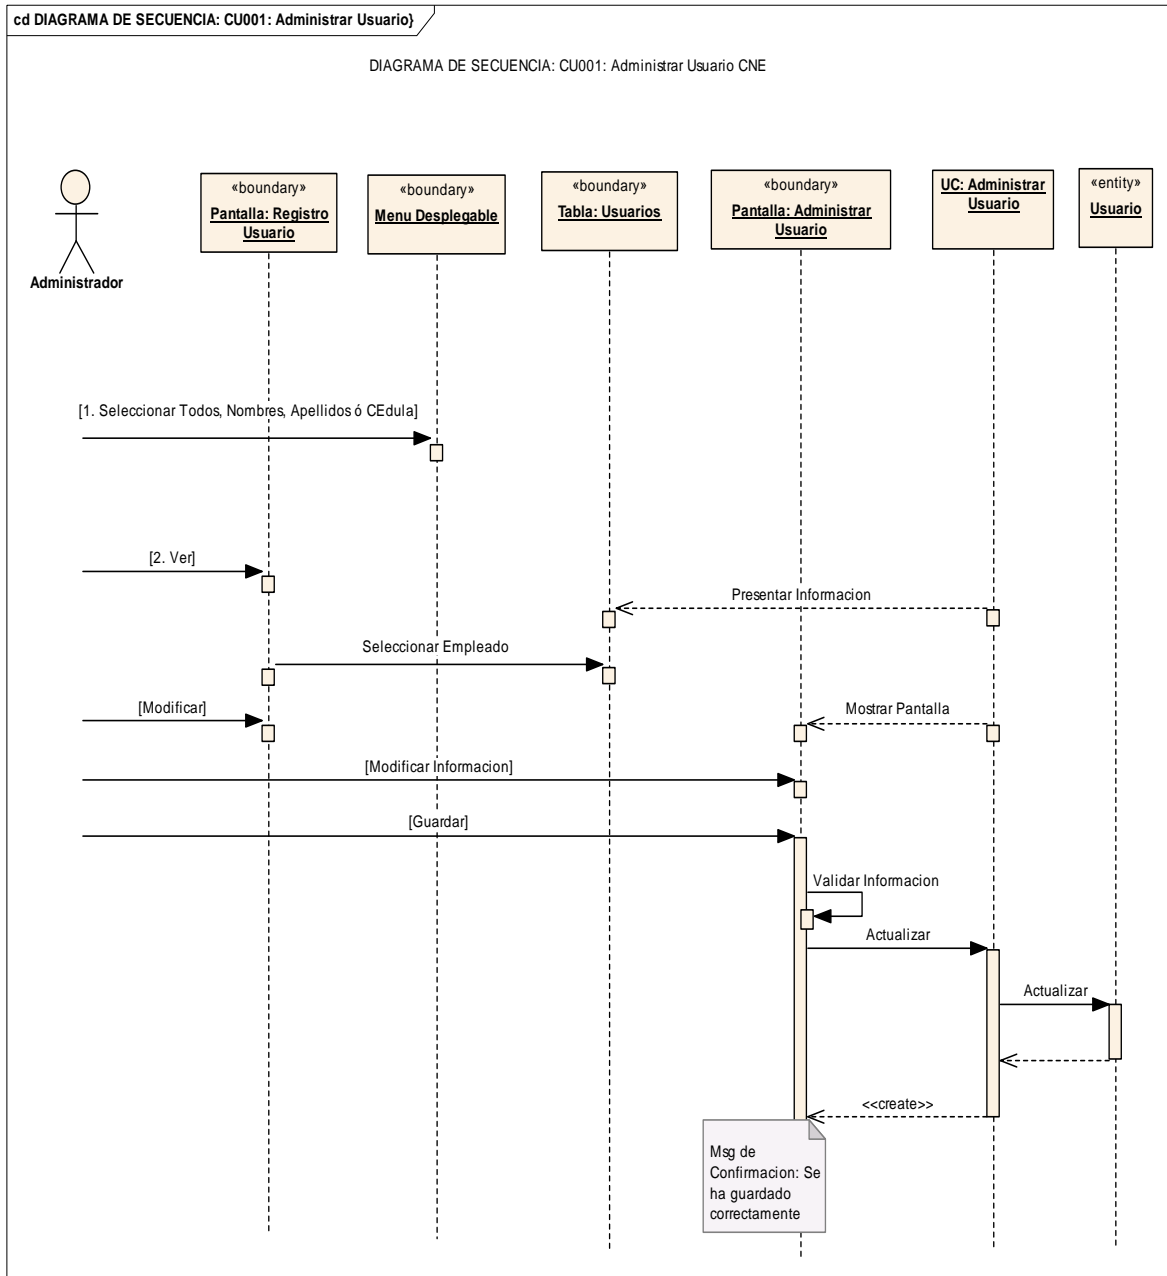 cd DIAGRAMA DE SECUENCIA: CU001: Administrar Usuario}
DIAGRAMA DE SECUENCIA: CU001: Administrar Usuario CNE
Administrador
«boundary»
Pantalla: Registro
Usuario
«boundary»
Menu Desplegable
«boundary»
Tabla: Usuarios
«boundary»
Pantalla: Administrar
Usuario
UC: Administrar
Usuario
«entity»
Usuario
[1. Seleccionar Todos, Nombres, Apellidos ó CEdula]
[2. Ver]
Presentar Informacion
Seleccionar Empleado
[Modificar]
Mostrar Pantalla
[Modificar Informacion]
[Guardar]
Validar Informacion
Actualizar
Actualizar
<<create>>
Msg de
Confirmacion: Se
ha guardado
correctamente